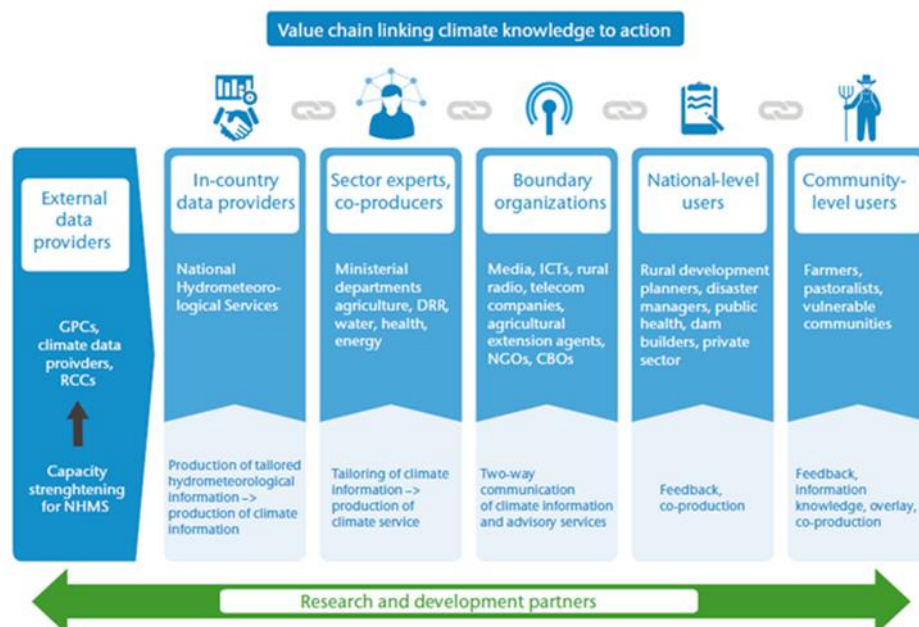 Value chain linking climate knowledge to action
External
data
providers
GPCs,
climate data
proivders,
RCCs
Capacity
strenghtening
for NHMS
In-country
data providers
National
Hydrometeoro-
logical Services
Production of tailored
hydrometeorological
information –>
production of climate
information
Sector experts,
co-producers
Ministerial
departments
agriculture, DRR,
water, health,
energy
Tailoring of climate
information –>
production of
climate service
Boundary
organizations
Media, ICTs, rural
radio, telecom
companies,
agricultural
extension agents,
NGOs, CBOs
Two-way
communication
of climate information
and advisory services
National-level
users
Rural development
planners, disaster
managers, public
health, dam
builders, private
sector
Feedback,
co-production
Community-
level users
Farmers,
pastoralists,
vulnerable
communities
Feedback,
information
knowledge, overlay,
co-production
Research and development partners